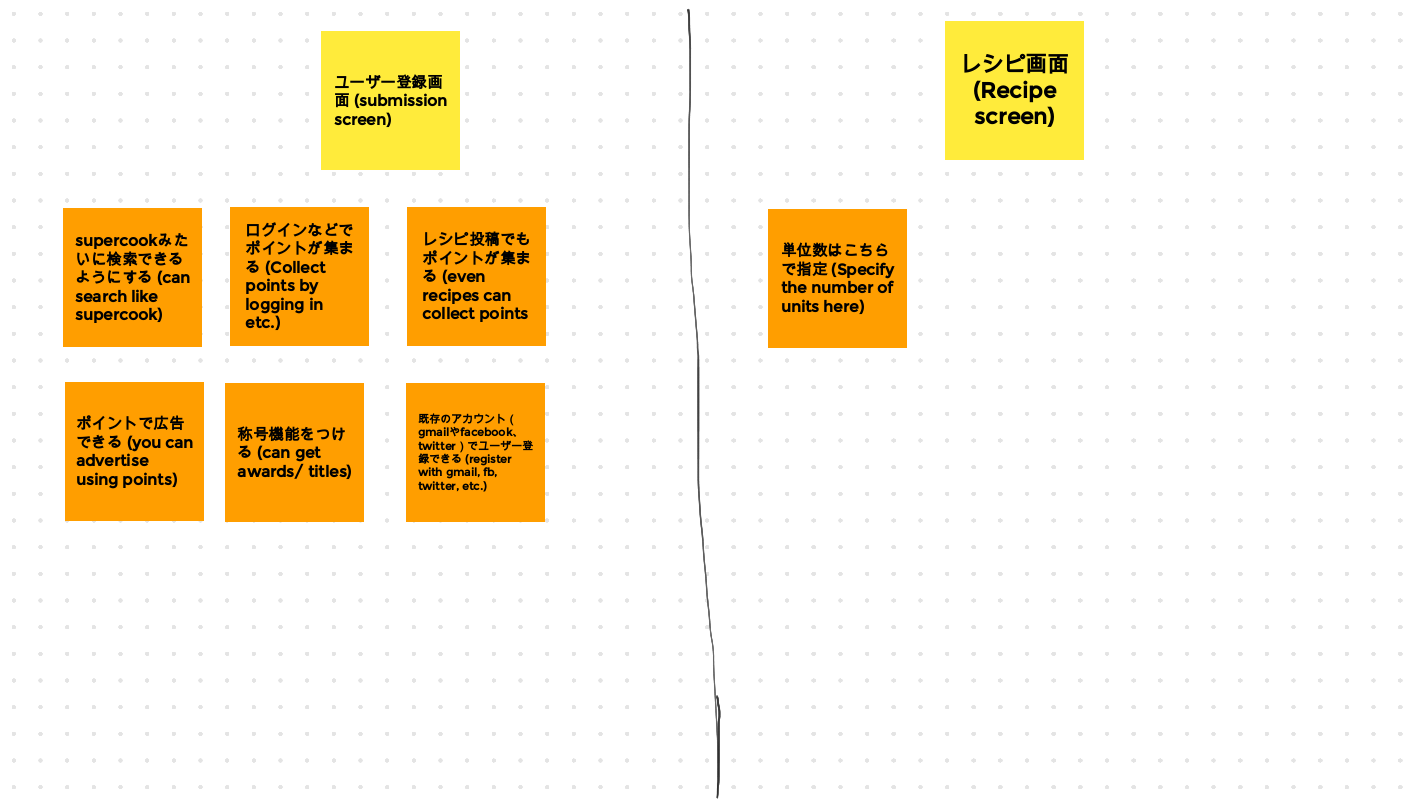 ユーザー登録画
面 (submission
screen)
レシピ画面
(Recipe
screen)
supercookみた
いに検索できる
ようにする (can
search like
supercook)
ログインなどで
ポイントが集ま
る (Collect
points by
logging in
etc.)
レシピ投稿でも
ポイントが集ま
る (even
recipes can
collect points
単位数はこちら
で指定 (Specify
the number of
units here)
ポイントで広告
できる (you can
advertise
using points)
称号機能をつけ
る (can get
awards/ titles)
既存のアカウント (
gmailやfacebook、
twitter ) でユーザー登
録できる (register
with gmail, fb,
twitter, etc.)